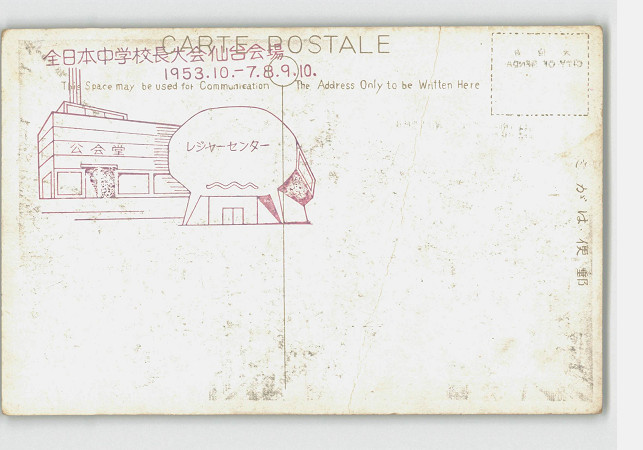 CARTE POSTALE
全日本中学校長大会仙台会場
1953.10.-7.8.9.10.
This Space may be used for Communication
The Address Only to be Written Here
公会堂
レジャーセンター
きがは便郵